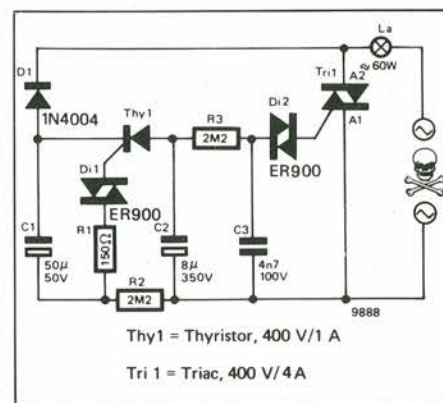 La
≈ 60W
Tri1
A2
A1
D1
1N4004
Thy1
R3
2M2
Di2
ER900
Di1
ER900
R1
150Ω
C1
50µ
50V
C2
8µ
350V
C3
4n7
100V
R2
2M2
9888
Thy1 = Thyristor, 400 V/1 A
Tri 1 = Triac, 400 V/4 A